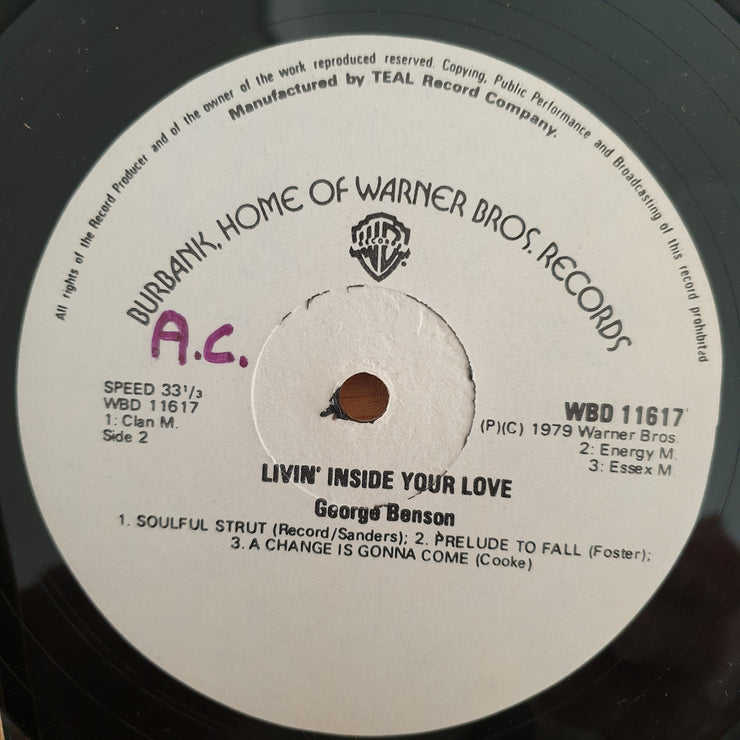 All rights of the Record Producer and of the owner of the work reproduced reserved. Copying, Public Performance and Broadcasting of this record prohibited
Manufactured by TEAL Record Company.
BURBANK, HOME OF WARNER BROS. RECORDS
WB
RECORDS
A.C.
SPEED 33 1/3
WBD 11617
1: Clan M.
Side 2
WBD 11617
(P)(C) 1979 Warner Bros
2: Energy M.
3: Essex M.
LIVIN' INSIDE YOUR LOVE
George Benson
1. SOULFUL STRUT (Record/Sanders); 2. PRELUDE TO FALL (Foster);
3. A CHANGE IS GONNA COME (Cooke)